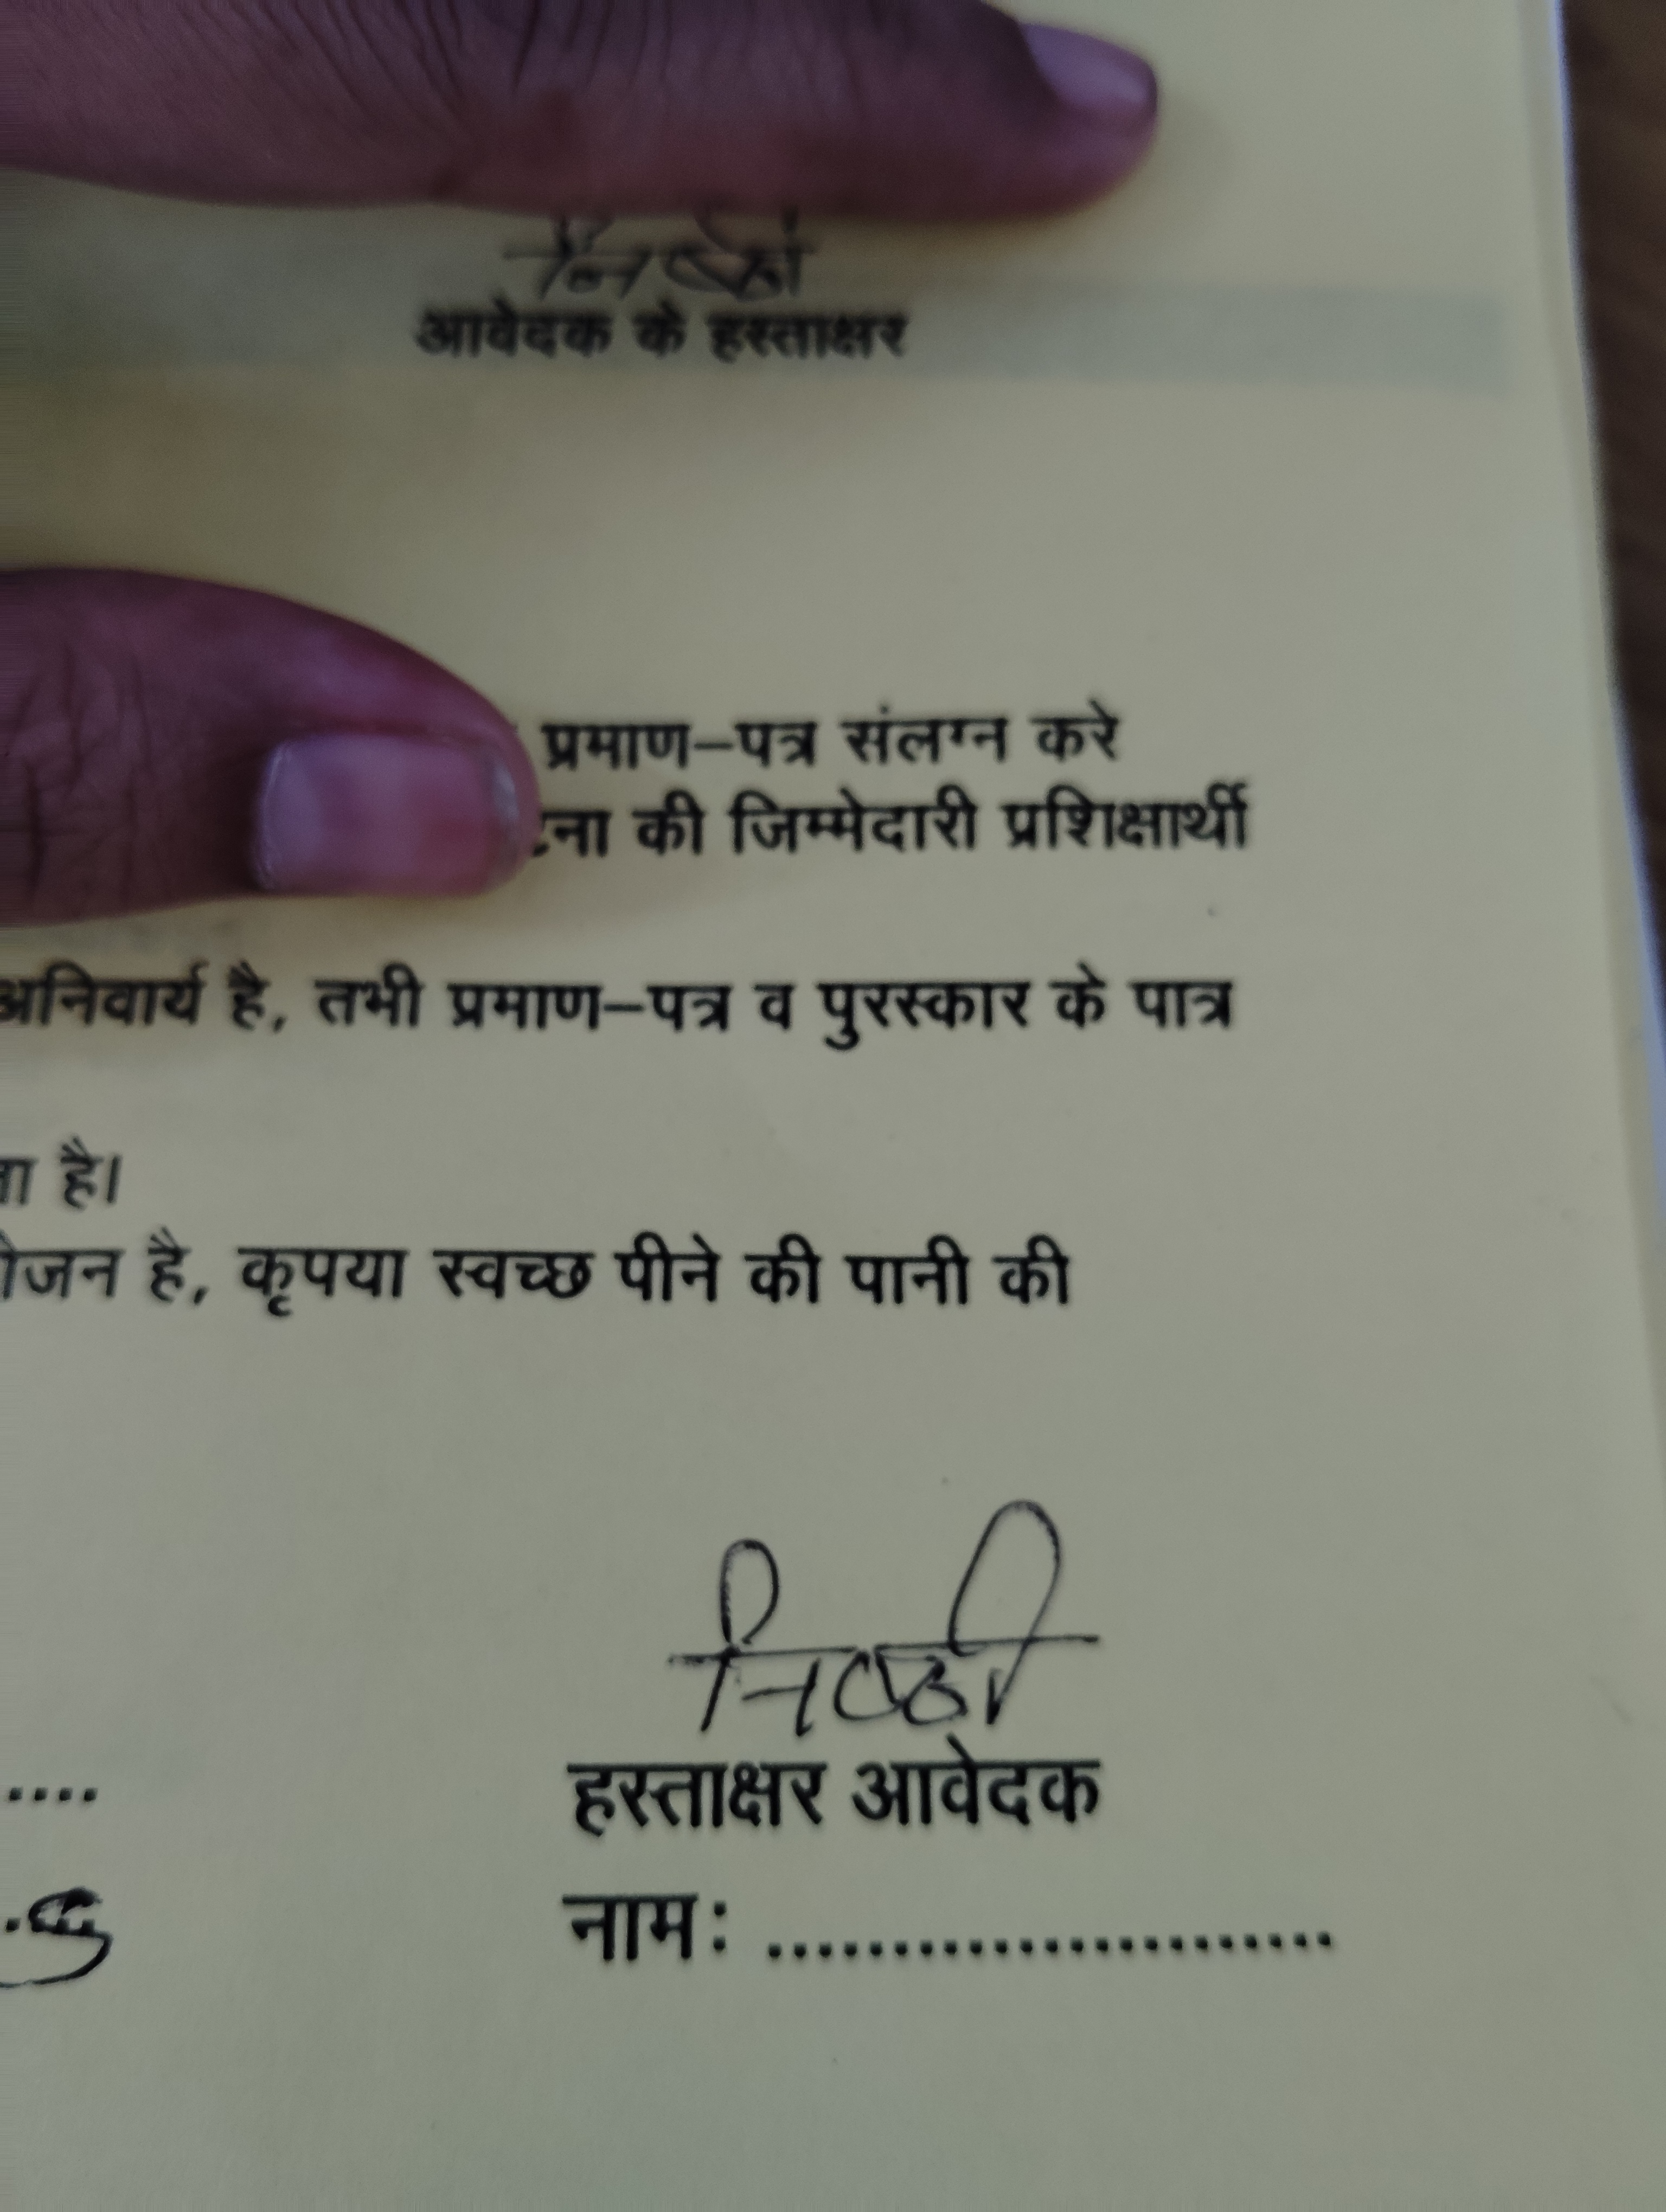 आवेदक के हस्ताक्षर
प्रमाण–पत्र संलग्न करे
की जिम्मेदारी प्रशिक्षार्थी
अनिवार्य है, तभी प्रमाण–पत्र व पुरस्कार के पात्र
है।
है, कृपया स्वच्छ पीने की पानी की
हस्ताक्षर आवेदक
नामः ........................